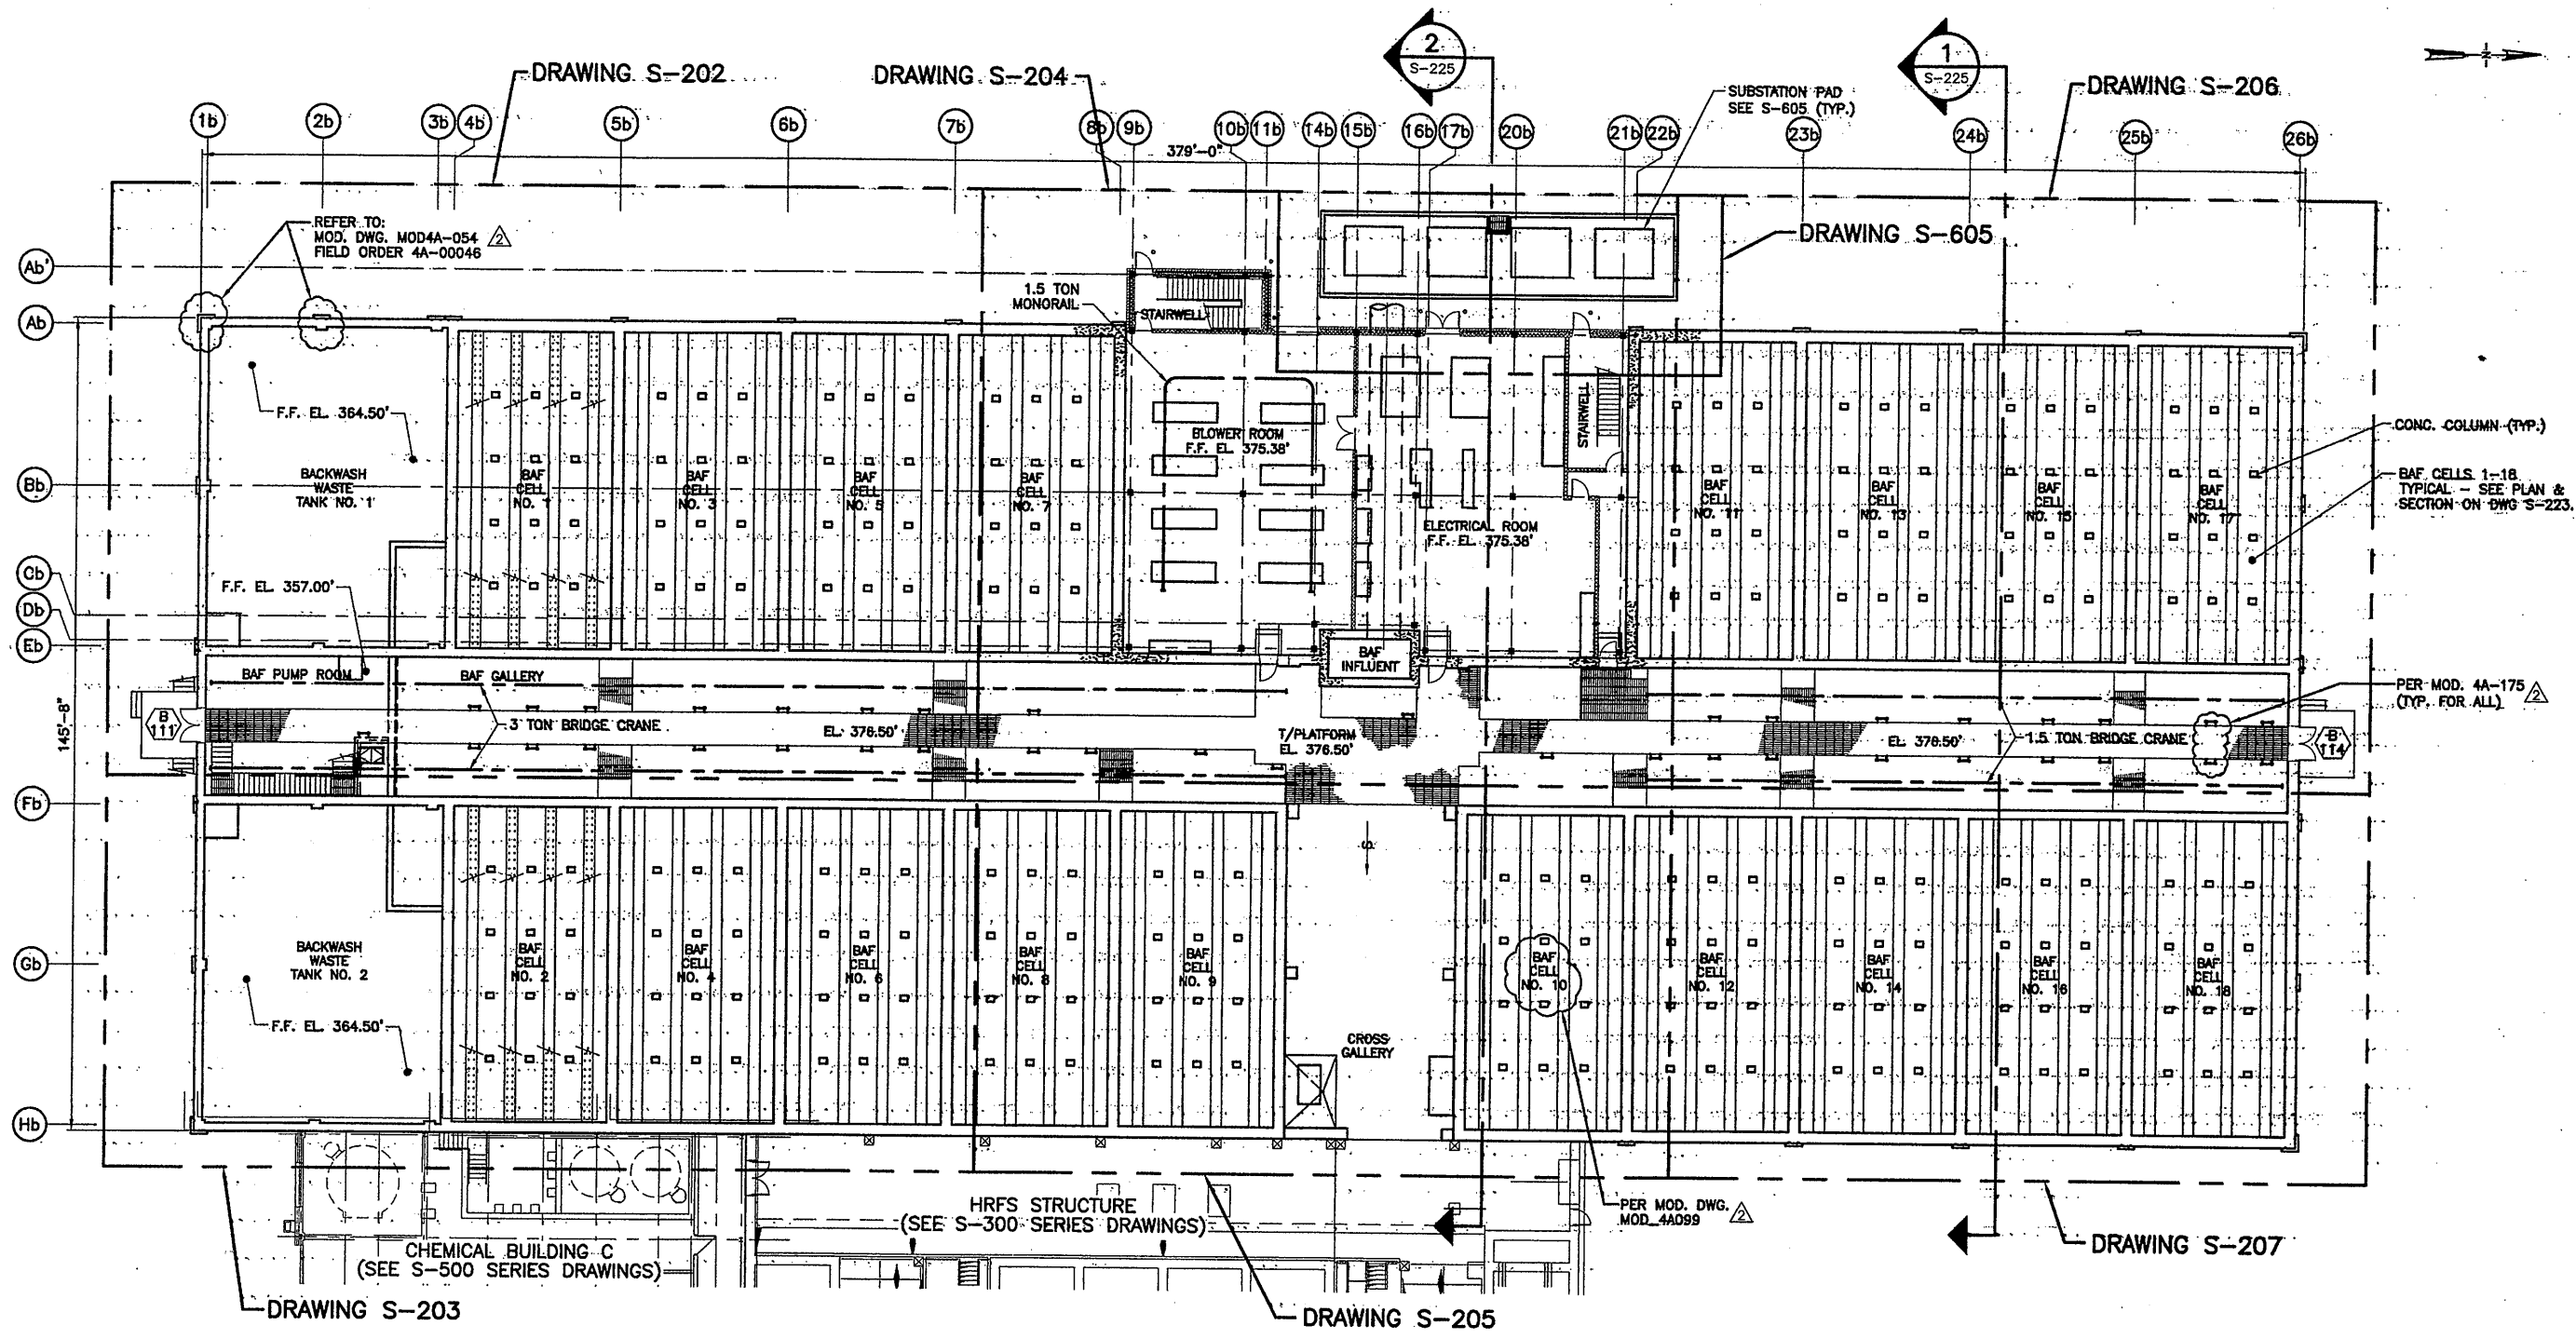 2
S-225
1
S-225
DRAWING S-202
DRAWING S-204
DRAWING S-206
SUBSTATION PAD
SEE S-605 (TYP.)
1b
2b
3b
4b
5b
6b
7b
8b
9b
10b
11b
14b
15b
16b
17b
20b
21b
22b
23b
24b
25b
26b
379'-0"
REFER TO:
MOD. DWG. MOD4A-054 2
FIELD ORDER 4A-00046
DRAWING S-605
Ab'
Ab
Bb
Cb
Db
Eb
Fb
Gb
Hb
145'-8"
1.5 TON
MONORAIL
STAIRWELL
F.F. EL. 364.50'
BACKWASH
WASTE
TANK NO. 1
BAF
CELL
NO. 1
BAF
CELL
NO. 3
BAF
CELL
NO. 5
BAF
CELL
NO. 7
BLOWER ROOM
F.F. EL. 375.38'
ELECTRICAL ROOM
F.F. EL. 375.38'
STAIRWELL
BAF
CELL
NO. 11
BAF
CELL
NO. 13
BAF
CELL
NO. 15
BAF
CELL
NO. 17
CONC. COLUMN (TYP.)
BAF CELLS 1-18
TYPICAL - SEE PLAN &
SECTION ON DWG S-223.
F.F. EL. 357.00'
BAF
INFLUENT
BAF PUMP ROOM
BAF GALLERY
3 TON BRIDGE CRANE
EL. 376.50'
T/PLATFORM
EL. 376.50'
EL. 376.50'
1.5 TON BRIDGE CRANE
PER MOD. 4A-175
(TYP. FOR ALL) 2
B
111
B
114
BACKWASH
WASTE
TANK NO. 2
F.F. EL. 364.50'
BAF
CELL
NO. 2
BAF
CELL
NO. 4
BAF
CELL
NO. 6
BAF
CELL
NO. 8
BAF
CELL
NO. 9
S
CROSS
GALLERY
BAF
CELL
NO. 10
BAF
CELL
NO. 12
BAF
CELL
NO. 14
BAF
CELL
NO. 16
BAF
CELL
NO. 18
PER MOD. DWG.
MOD_4A099 2
HRFS STRUCTURE
(SEE S-300 SERIES DRAWINGS)
CHEMICAL BUILDING C
(SEE S-500 SERIES DRAWINGS)
DRAWING S-203
DRAWING S-205
DRAWING S-207